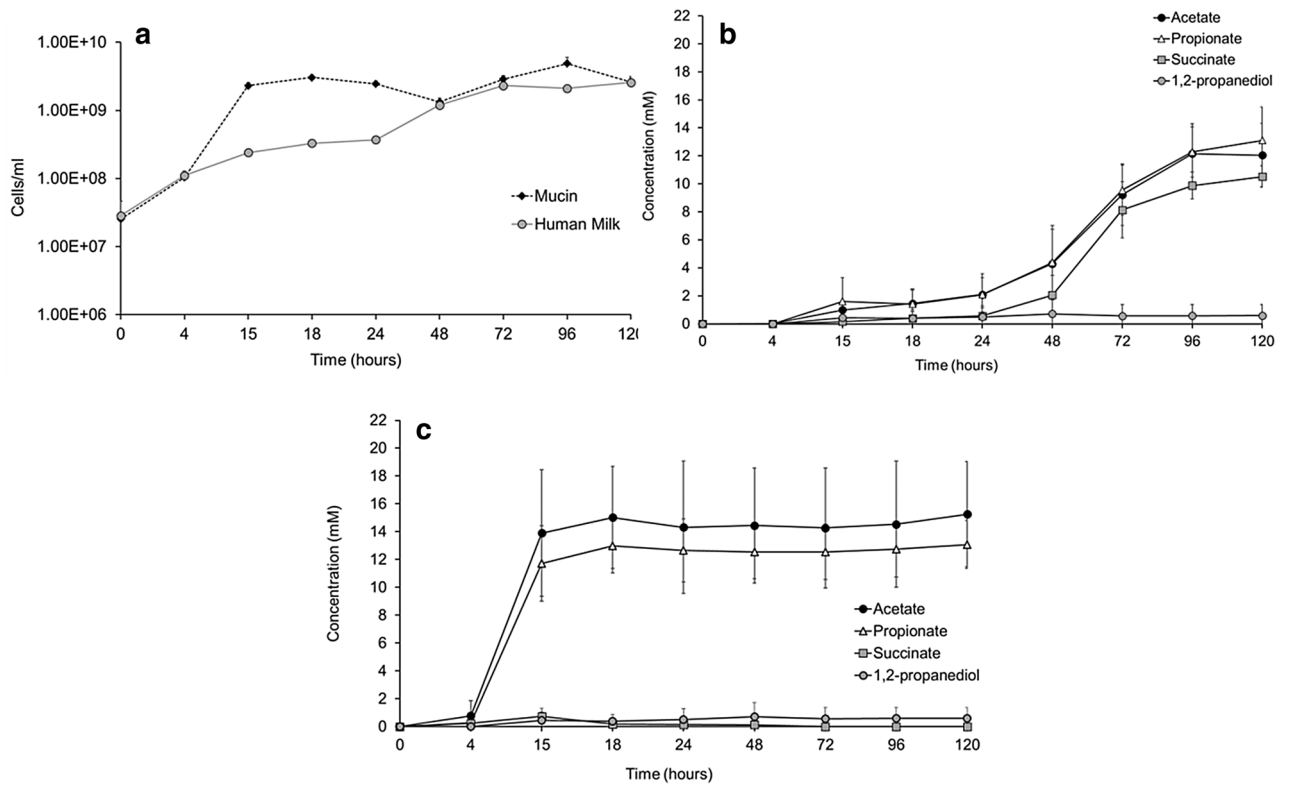 a
1.00E+10
1.00E+09
1.00E+08
1.00E+07
1.00E+06
Cells/ml
Mucin
Human Milk
0 4 15 18 24 48 72 96 120
Time (hours)
b
22
20
18
16
14
12
10
8
6
4
2
0
Concentration (mM)
Acetate
Propionate
Succinate
1,2-propanediol
0 4 15 18 24 48 72 96 120
Time (hours)
c
22
20
18
16
14
12
10
8
6
4
2
0
Concentration (mM)
Acetate
Propionate
Succinate
1,2-propanediol
0 4 15 18 24 48 72 96 120
Time (hours)